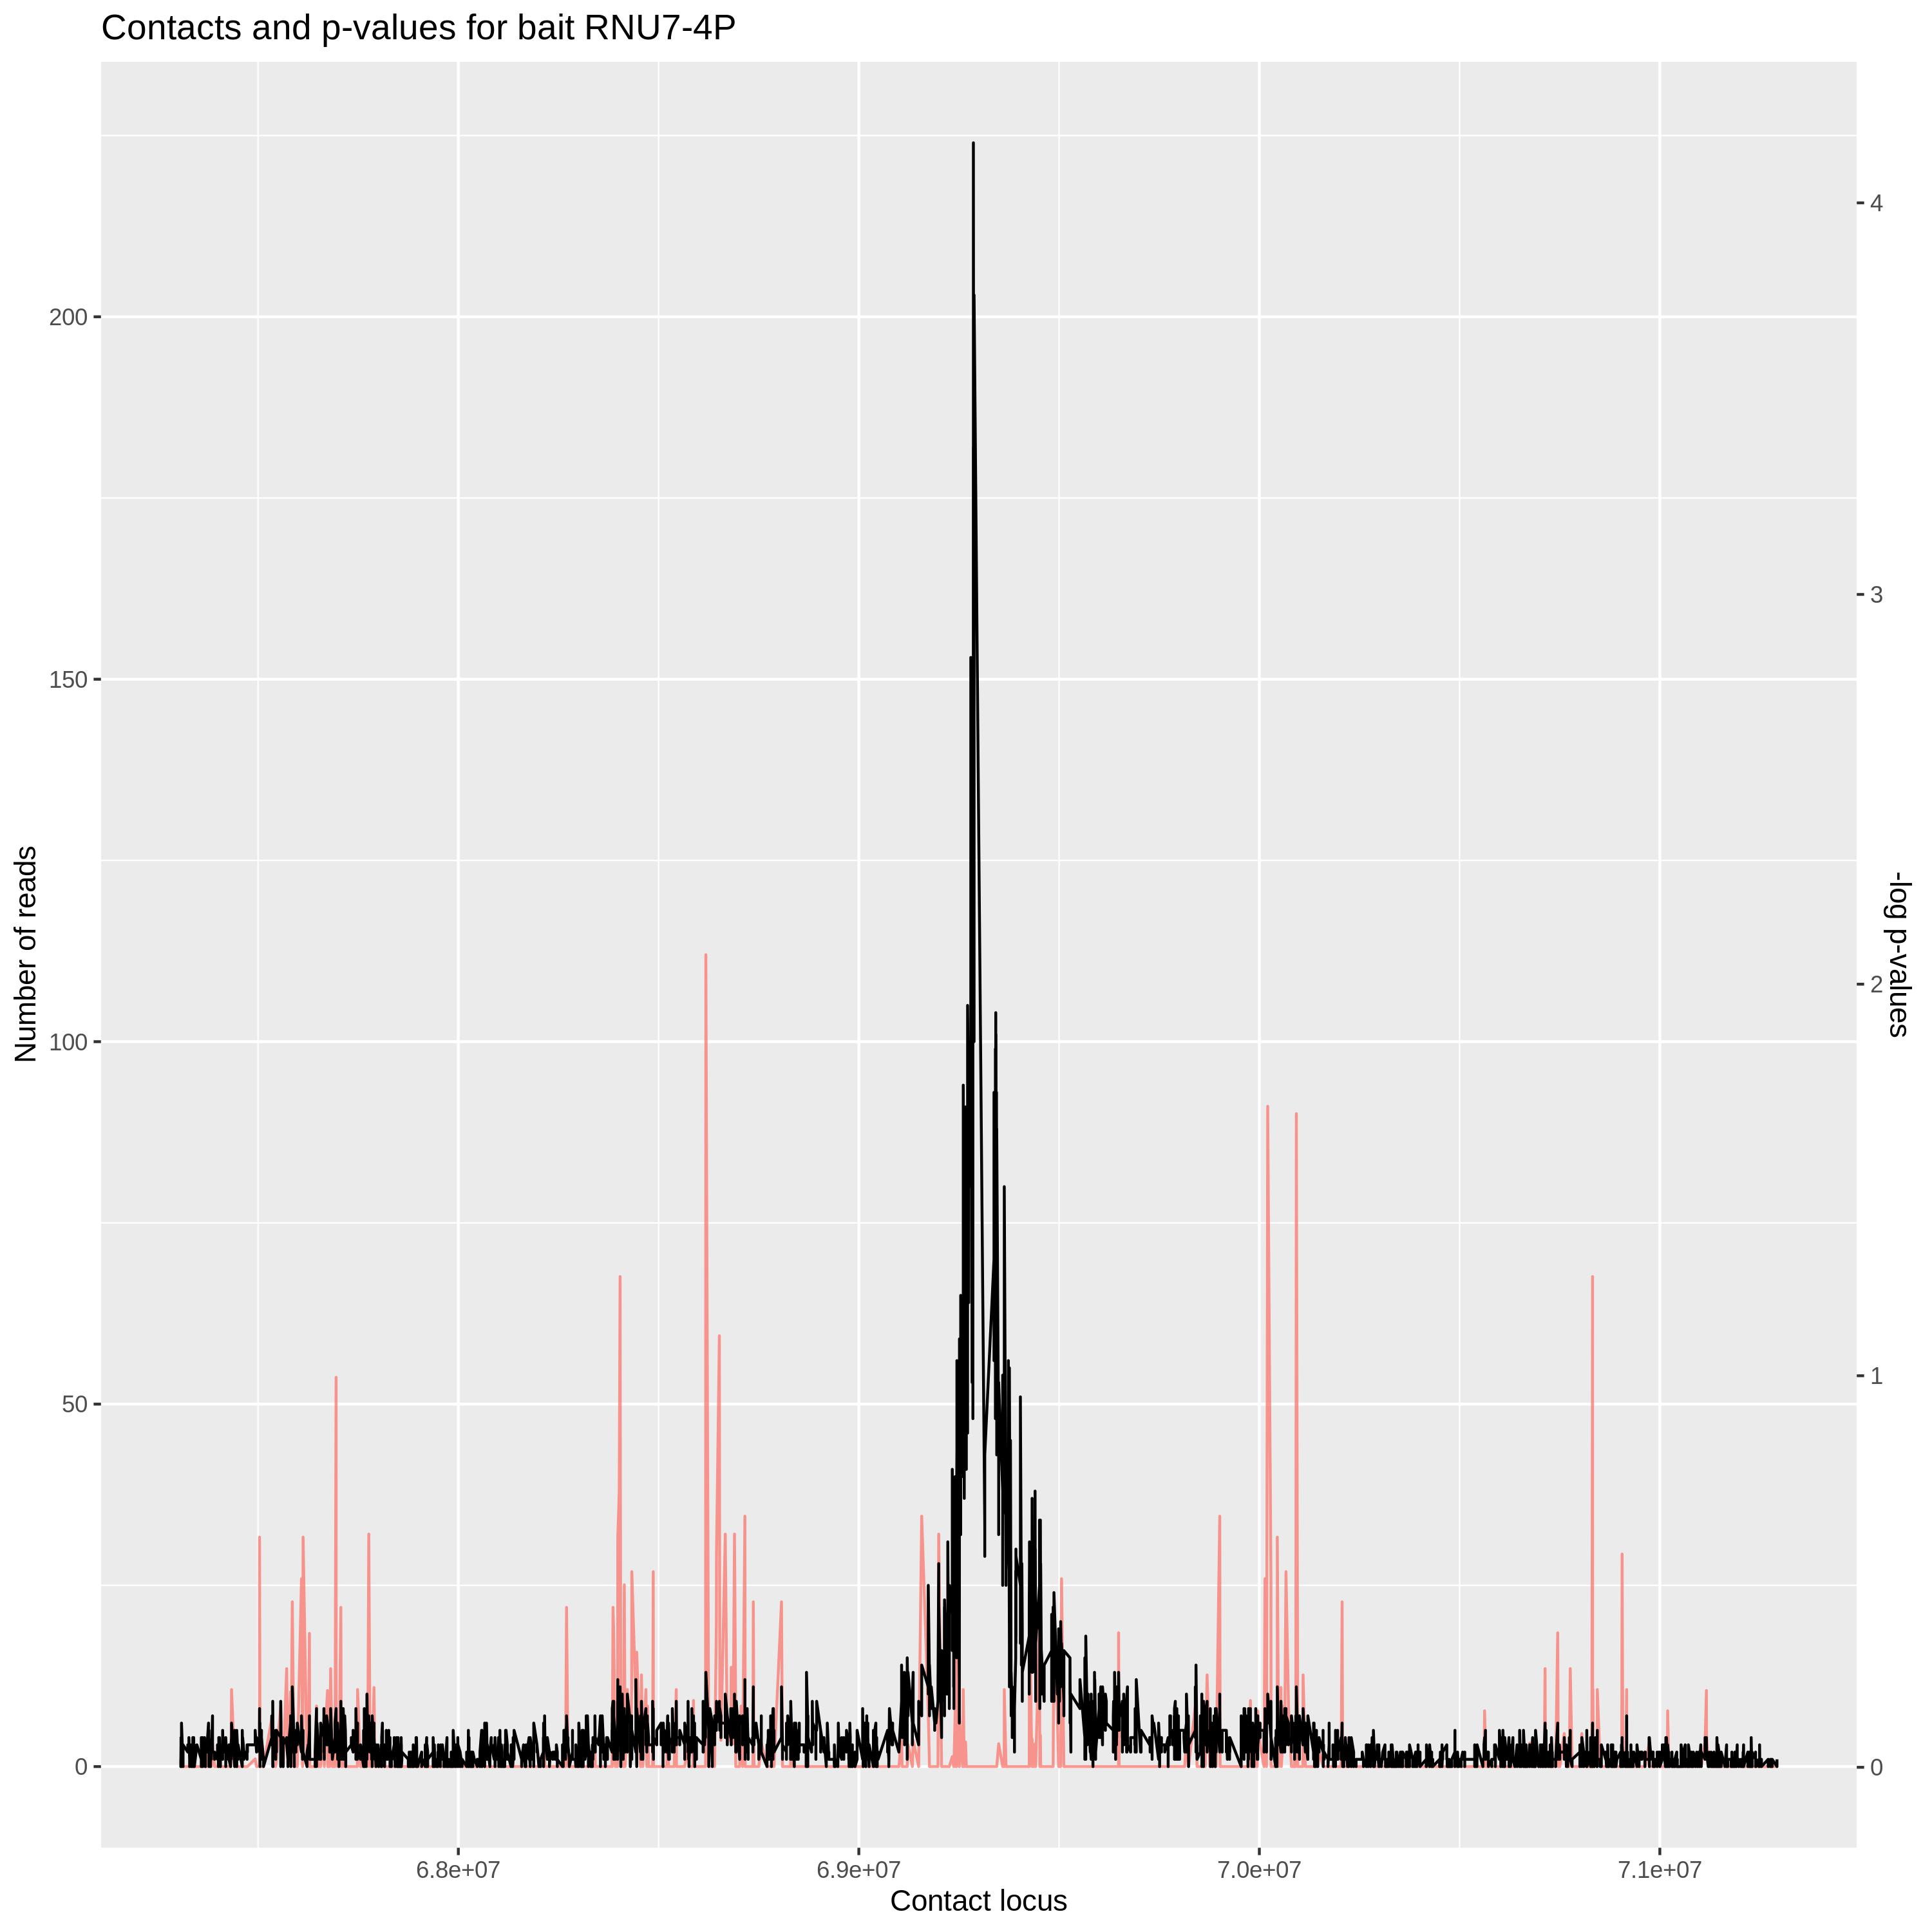 Contacts and p-values for bait RNU7-4P
Number of reads
200
150
100
50
0
4
3
2
1
0
-log p-values
6.8e+07
6.9e+07
7.0e+07
7.1e+07
Contact locus